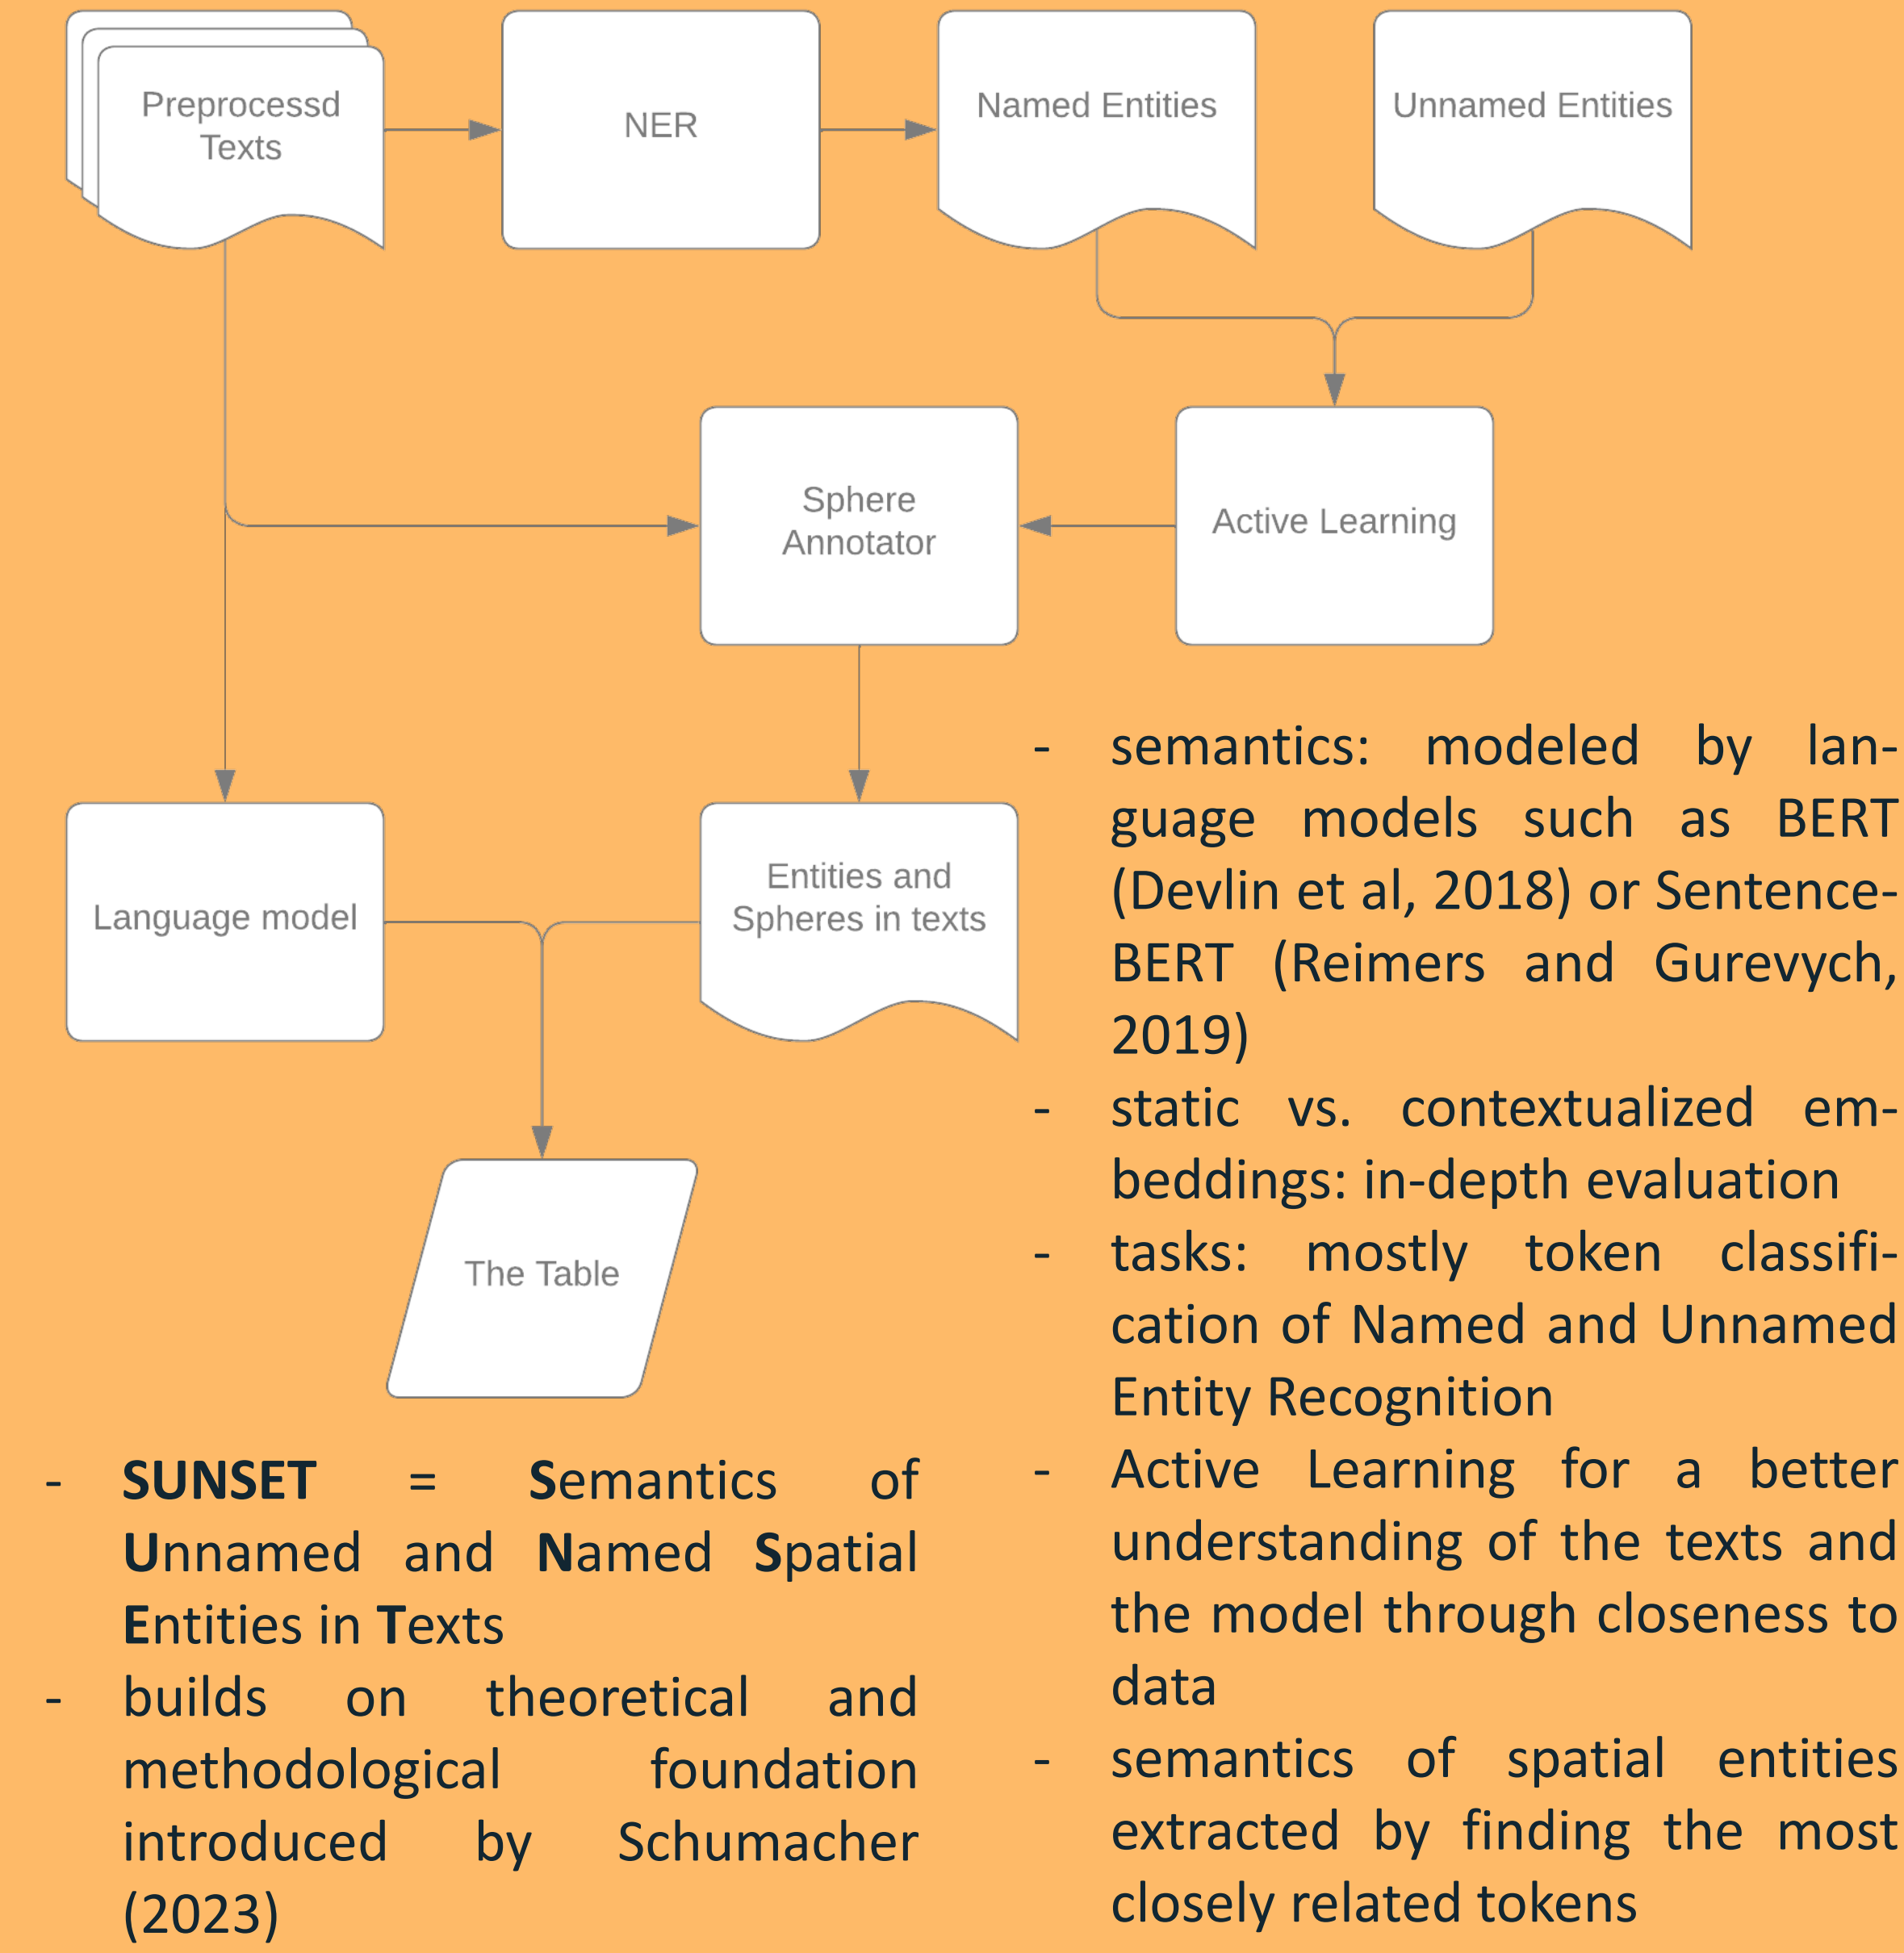 Preprocessd
Texts
NER
Named Entities
Unnamed Entities
Sphere
Annotator
Active Learning
Language model
Entities and
Spheres in texts
The Table
- SUNSET = Semantics of
Unnamed and Named Spatial
Entities in Texts
- builds on theoretical and
methodological foundation
introduced by Schumacher
(2023)
- semantics: modeled by lan-
guage models such as BERT
(Devlin et al, 2018) or Sentence-
BERT (Reimers and Gurevych,
2019)
- static vs. contextualized em-
beddings: in-depth evaluation
- tasks: mostly token classifi-
cation of Named and Unnamed
Entity Recognition
- Active Learning for a better
understanding of the texts and
the model through closeness to
data
- semantics of spatial entities
extracted by finding the most
closely related tokens